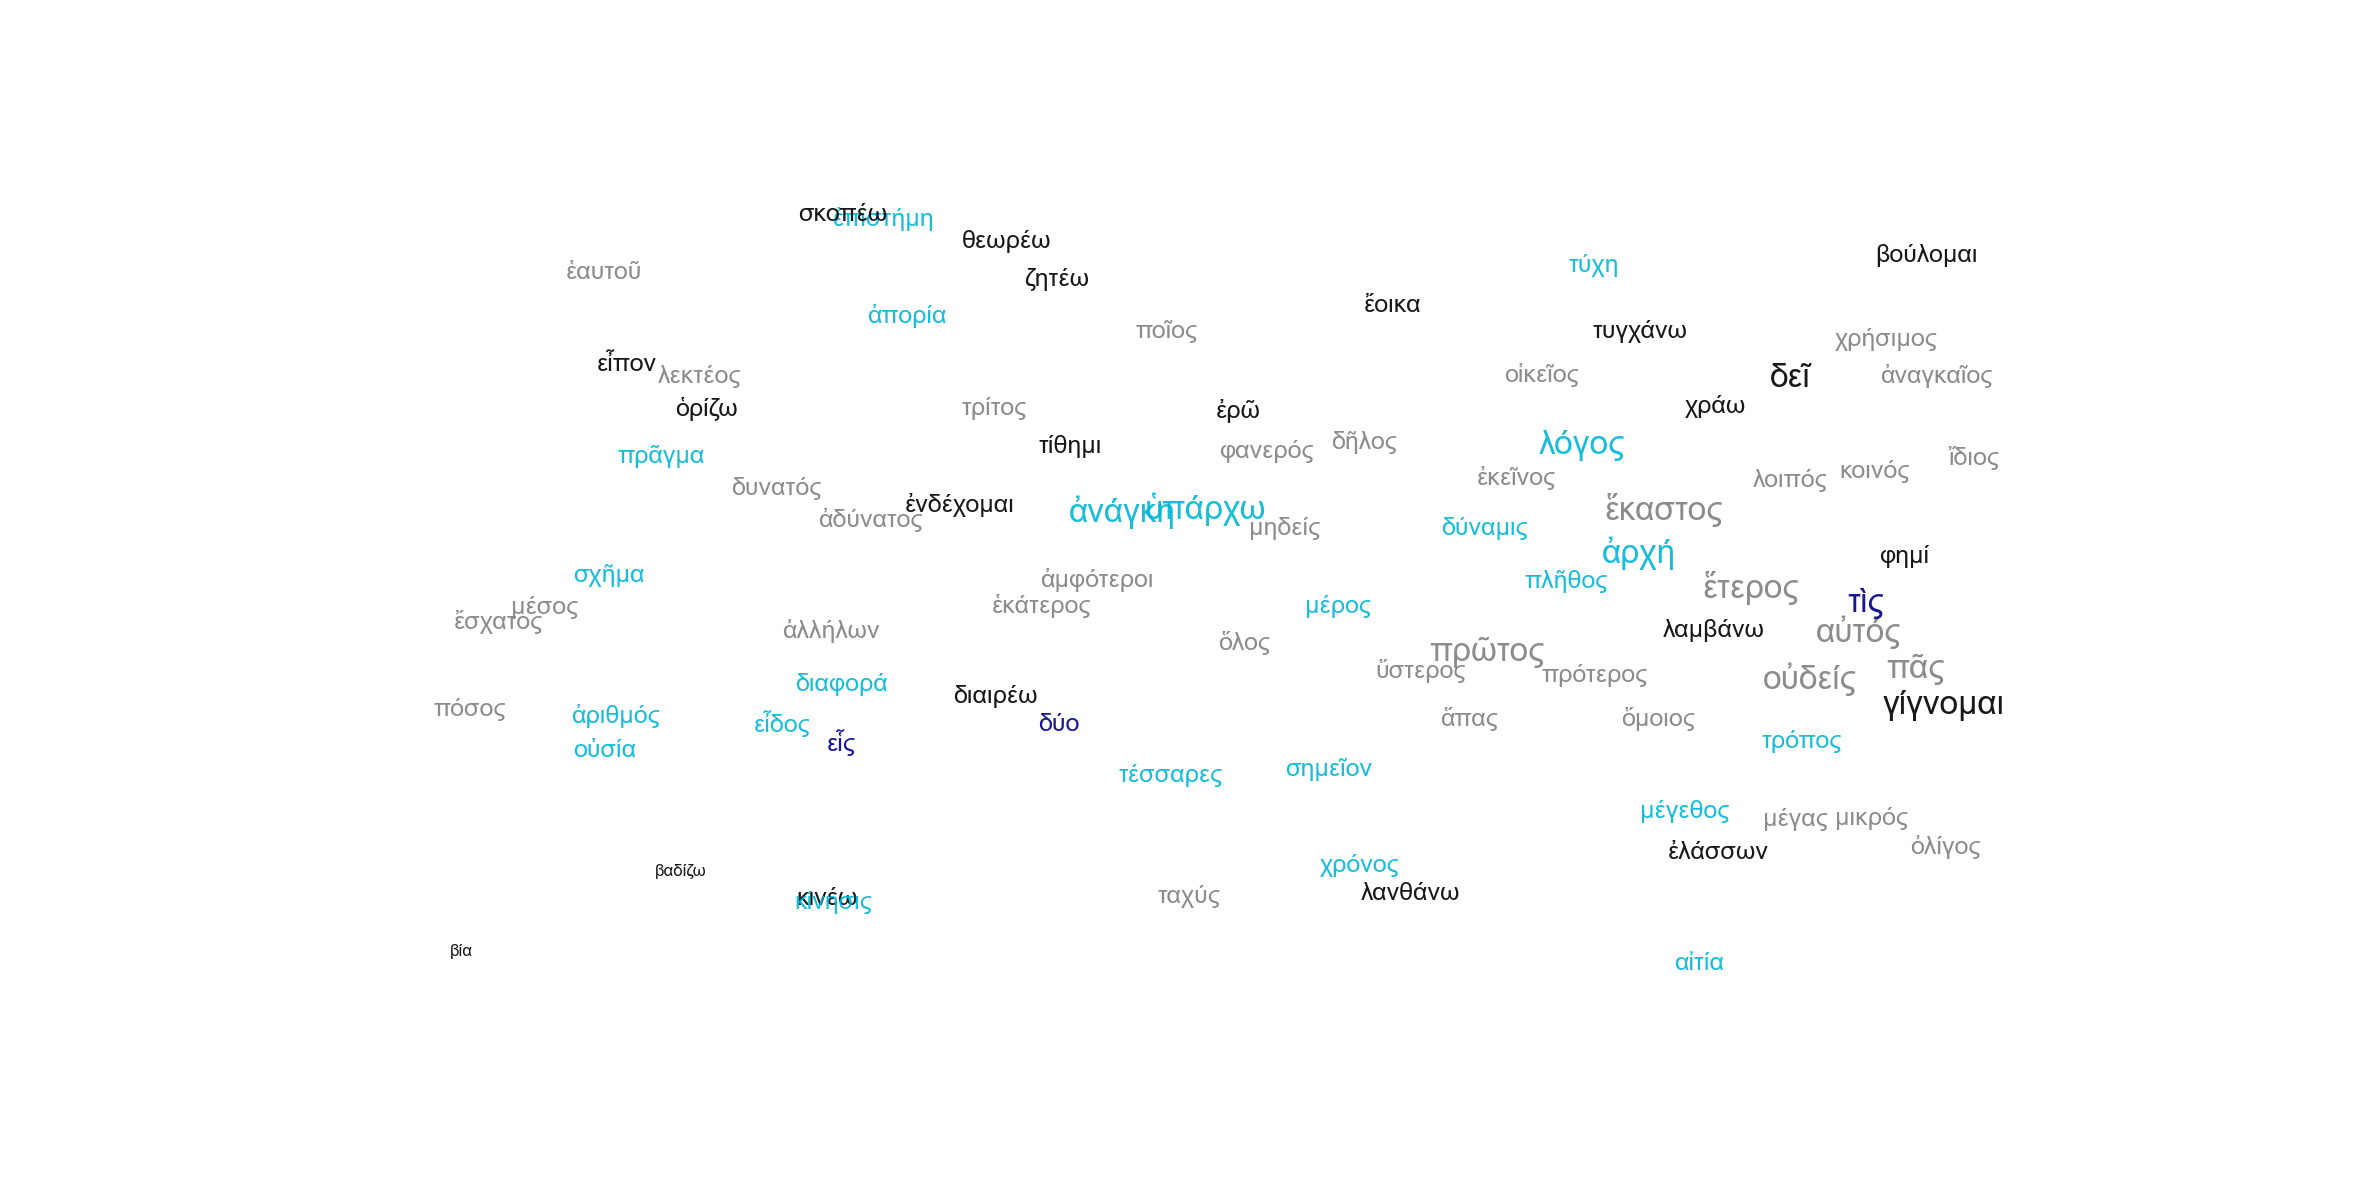 σκοπέω ἐπιστήμη
θεωρέω
βούλομαι
τύχη
ἑαυτοῦ
ζητέω
ἔοικα
ἀπορία
ποῖος
τυγχάνω
χρήσιμος
εἶπον
λεκτέος
οἰκεῖος
δεῖ
ἀναγκαῖος
ὁρίζω
τρίτος
ἐρῶ
χράω
τίθημι
φανερός
δῆλος
λόγος
πρᾶγμα
ἴδιος
κοινός
λοιπός
ἐκεῖνος
δυνατός
ἀδύνατος
ἐνδέχομαι
ἀνάγκη
ὑπάρχω
μηδείς
δύναμις
ἕκαστος
ἀρχή
φημί
σχῆμα
ἀμφότεροι
πλῆθος
ἕτερος
τὶς
ἔσχατος
μέσος
ἑκάτερος
μέρος
ἀλλήλων
ὅλος
λαμβάνω
αὐτός
πρῶτος
ὕστερος
πρότερος
οὐδείς
πᾶς
διαφορά
διαιρέω
γίγνομαι
πόσος
ἀριθμός
εἶδος
δύο
ἅπας
ὅμοιος
οὐσία
εἷς
τρόπος
τέσσαρες
σημεῖον
μέγεθος
μέγας
μικρός
ἐλάσσων
ὀλίγος
βαδίζω
χρόνος
κινέω
κίνησις
ταχύς
λανθάνω
βία
αἰτία